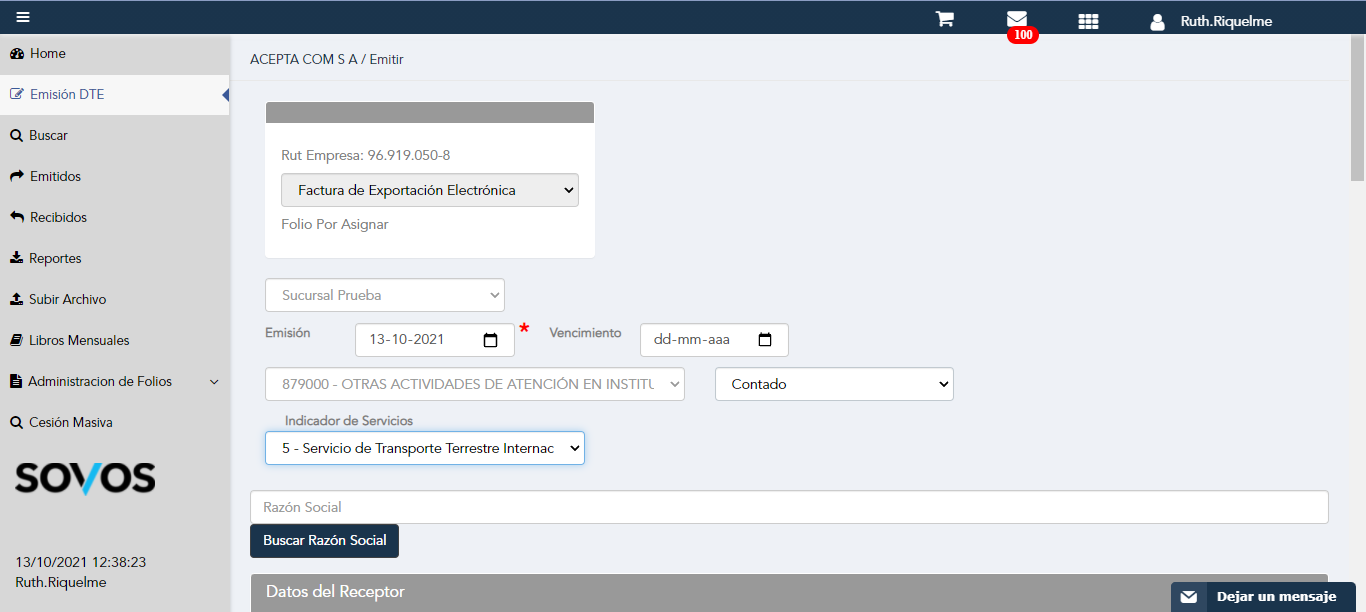 100
Ruth.Riquelme
Home
Emisión DTE
Buscar
Emitidos
Recibidos
Reportes
Subir Archivo
Libros Mensuales
Administracion de Folios
Cesión Masiva
SOVOS
13/10/2021 12:38:23
Ruth.Riquelme
ACEPTA COM S A / Emitir
Rut Empresa: 96.919.050-8
Factura de Exportación Electrónica
Folio Por Asignar
Sucursal Prueba
Emisión 13-10-2021 * Vencimiento dd-mm-aaa
879000 - OTRAS ACTIVIDADES DE ATENCIÓN EN INSTITU Contado
Indicador de Servicios
5 - Servicio de Transporte Terrestre Internac
Razón Social
Buscar Razón Social
Datos del Receptor
Dejar un mensaje